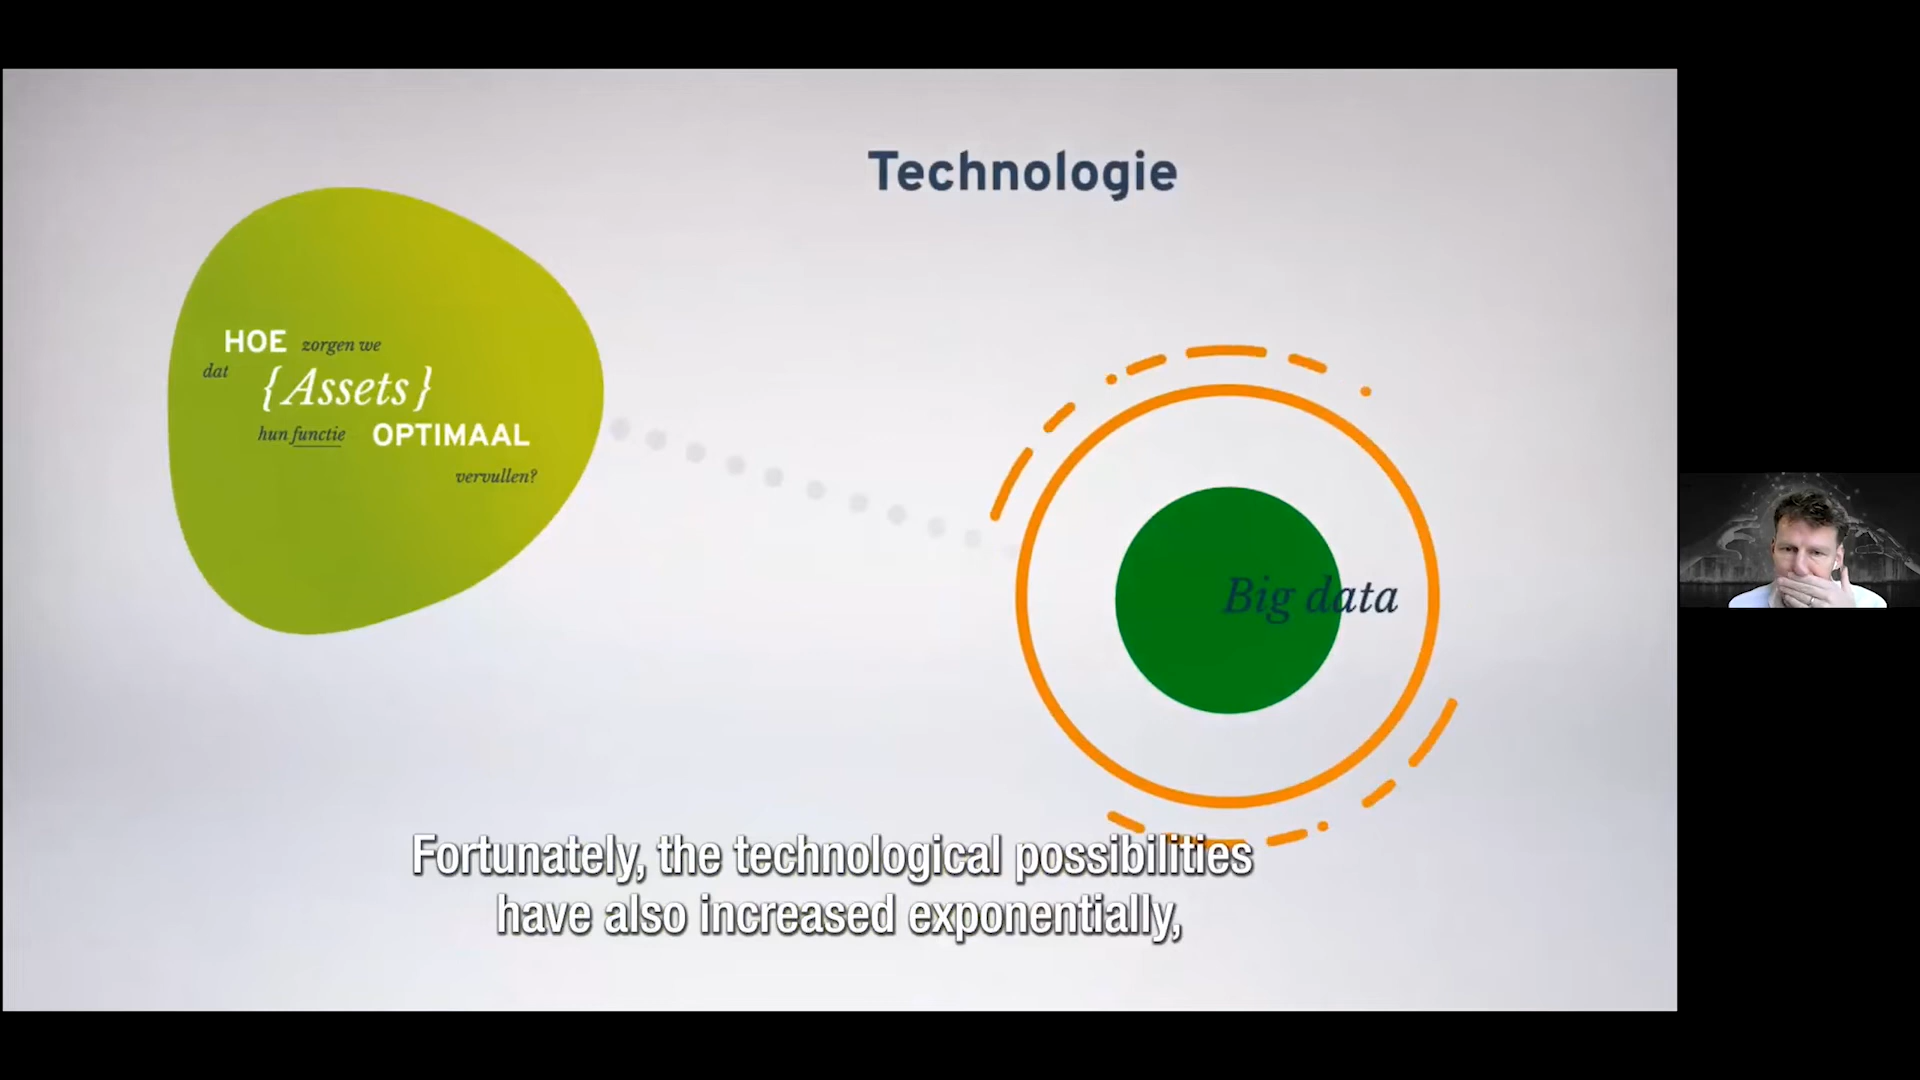 Technologie
HOE zorgen we
dat
{Assets}
hun functie OPTIMAAL
vervullen?
Big data
Fortunately, the technological possibilities
have also increased exponentially,